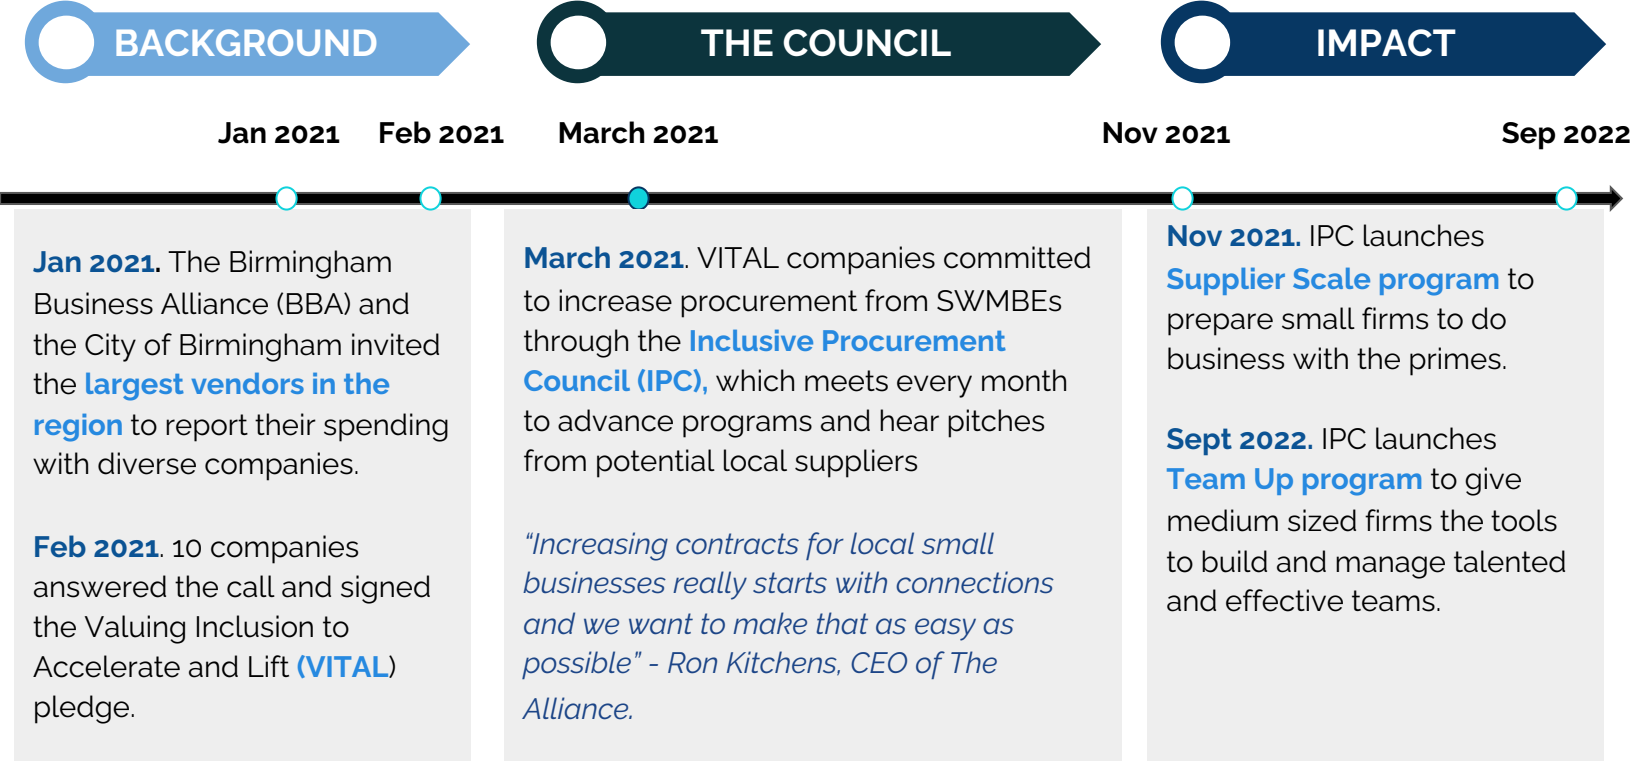 BACKGROUND
THE COUNCIL
IMPACT
Jan 2021
Feb 2021
March 2021
Nov 2021
Sep 2022
Jan 2021. The Birmingham
Business Alliance (BBA) and
the City of Birmingham invited
the largest vendors in the
region to report their spending
with diverse companies.
Feb 2021. 10 companies
answered the call and signed
the Valuing Inclusion to
Accelerate and Lift (VITAL)
pledge.
March 2021. VITAL companies committed
to increase procurement from SWMBEs
through the Inclusive Procurement
Council (IPC), which meets every month
to advance programs and hear pitches
from potential local suppliers
“Increasing contracts for local small
businesses really starts with connections
and we want to make that as easy as
possible” - Ron Kitchens, CEO of The
Alliance.
Nov 2021. IPC launches
Supplier Scale program to
prepare small firms to do
business with the primes.
Sept 2022. IPC launches
Team Up program to give
medium sized firms the tools
to build and manage talented
and effective teams.